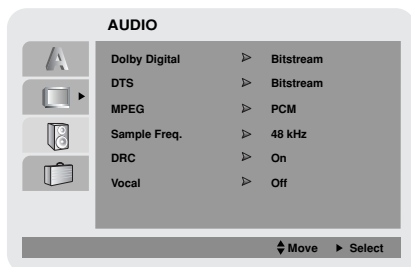 AUDIO
A
Dolby Digital Bitstream
DTS Bitstream
MPEG PCM
Sample Freq. 48 kHz
DRC On
Vocal Off
Move Select